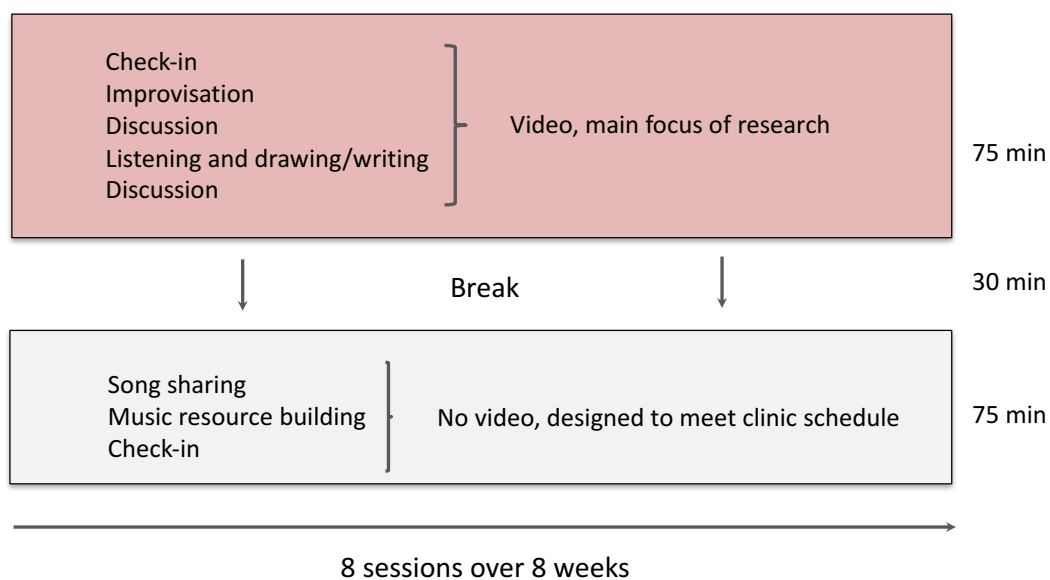 Check-in
Improvisation
Discussion
Listening and drawing/writing
Discussion
Video, main focus of research
75 min
Break
30 min
Song sharing
Music resource building
Check-in
No video, designed to meet clinic schedule
75 min
8 sessions over 8 weeks